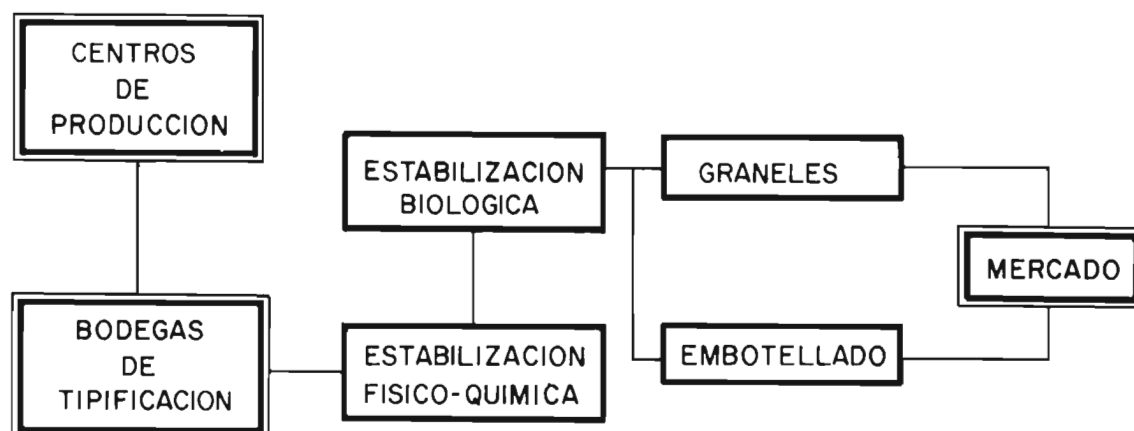 CENTROS
DE
PRODUCCION
BODEGAS
DE
TIPIFICACION
ESTABILIZACION
FISICO-QUIMICA
ESTABILIZACION
BIOLOGICA
GRANELES
EMBOTELLADO
MERCADO